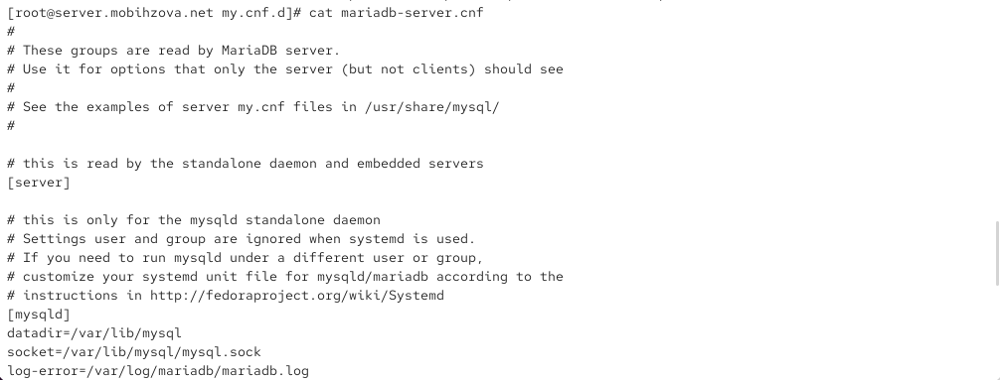 [root@server.mobihzova.net my.cnf.d]# cat mariadb-server.cnf
#
# These groups are read by MariaDB server.
# Use it for options that only the server (but not clients) should see
#
# See the examples of server my.cnf files in /usr/share/mysql/
#

# this is read by the standalone daemon and embedded servers
[server]

# this is only for the mysqld standalone daemon
# Settings user and group are ignored when systemd is used.
# If you need to run mysqld under a different user or group,
# customize your systemd unit file for mysqld/mariadb according to the
# instructions in http://fedoraproject.org/wiki/Systemd
[mysqld]
datadir=/var/lib/mysql
socket=/var/lib/mysql/mysql.sock
log-error=/var/log/mariadb/mariadb.log